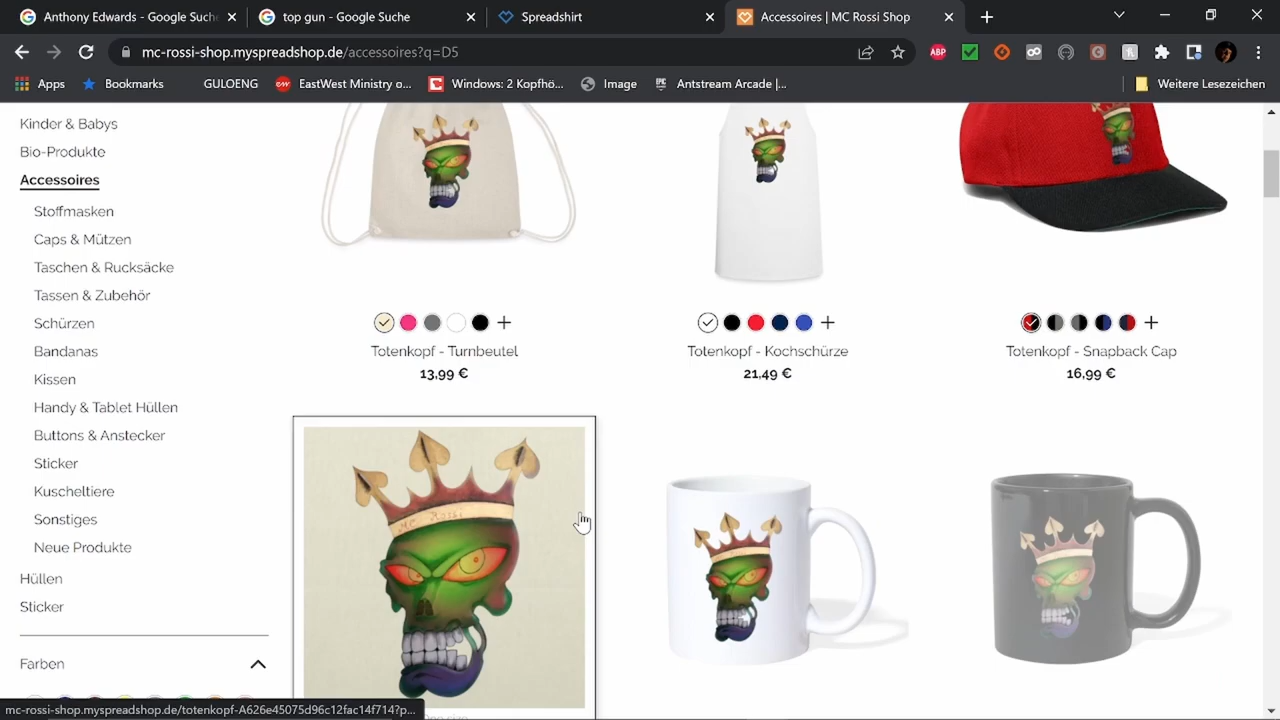 Anthony Edwards - Google Suche
top gun - Google Suche
Spreadshirt
Accessoires | MC Rossi Shop
mc-rossi-shop.myspreadshop.de/accessoires?q=D5
ABP
Apps
Bookmarks
GULOENG
EastWest Ministry o...
Windows: 2 Kopfhö...
Image
Antstream Arcade |...
Weitere Lesezeichen
Kinder & Babys
Bio-Produkte
Accessoires
Stoffmasken
Caps & Mützen
Taschen & Rucksäcke
Tassen & Zubehör
Schürzen
Bandanas
Kissen
Handy & Tablet Hüllen
Buttons & Anstecker
Sticker
Kuscheltiere
Sonstiges
Neue Produkte
Hüllen
Sticker
Farben
Totenkopf - Turnbeutel
13,99 €
Totenkopf - Kochschürze
21,49 €
Totenkopf - Snapback Cap
16,99 €
MC Rossi
One size
mc-rossi-shop.myspreadshop.de/totenkopf-A626e45075d96c12fac14f714?p...